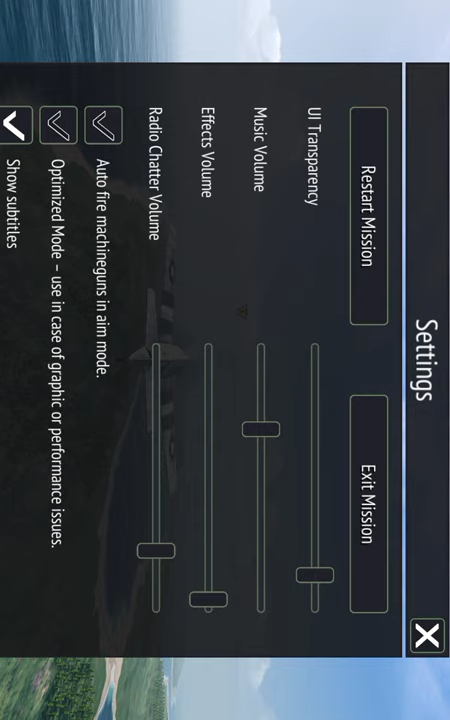 Settings
X
Restart Mission
Exit Mission
UI Transparency
Music Volume
Effects Volume
Radio Chatter Volume
Auto fire machineguns in aim mode.
Optimized Mode – use in case of graphic or performance issues.
Show subtitles